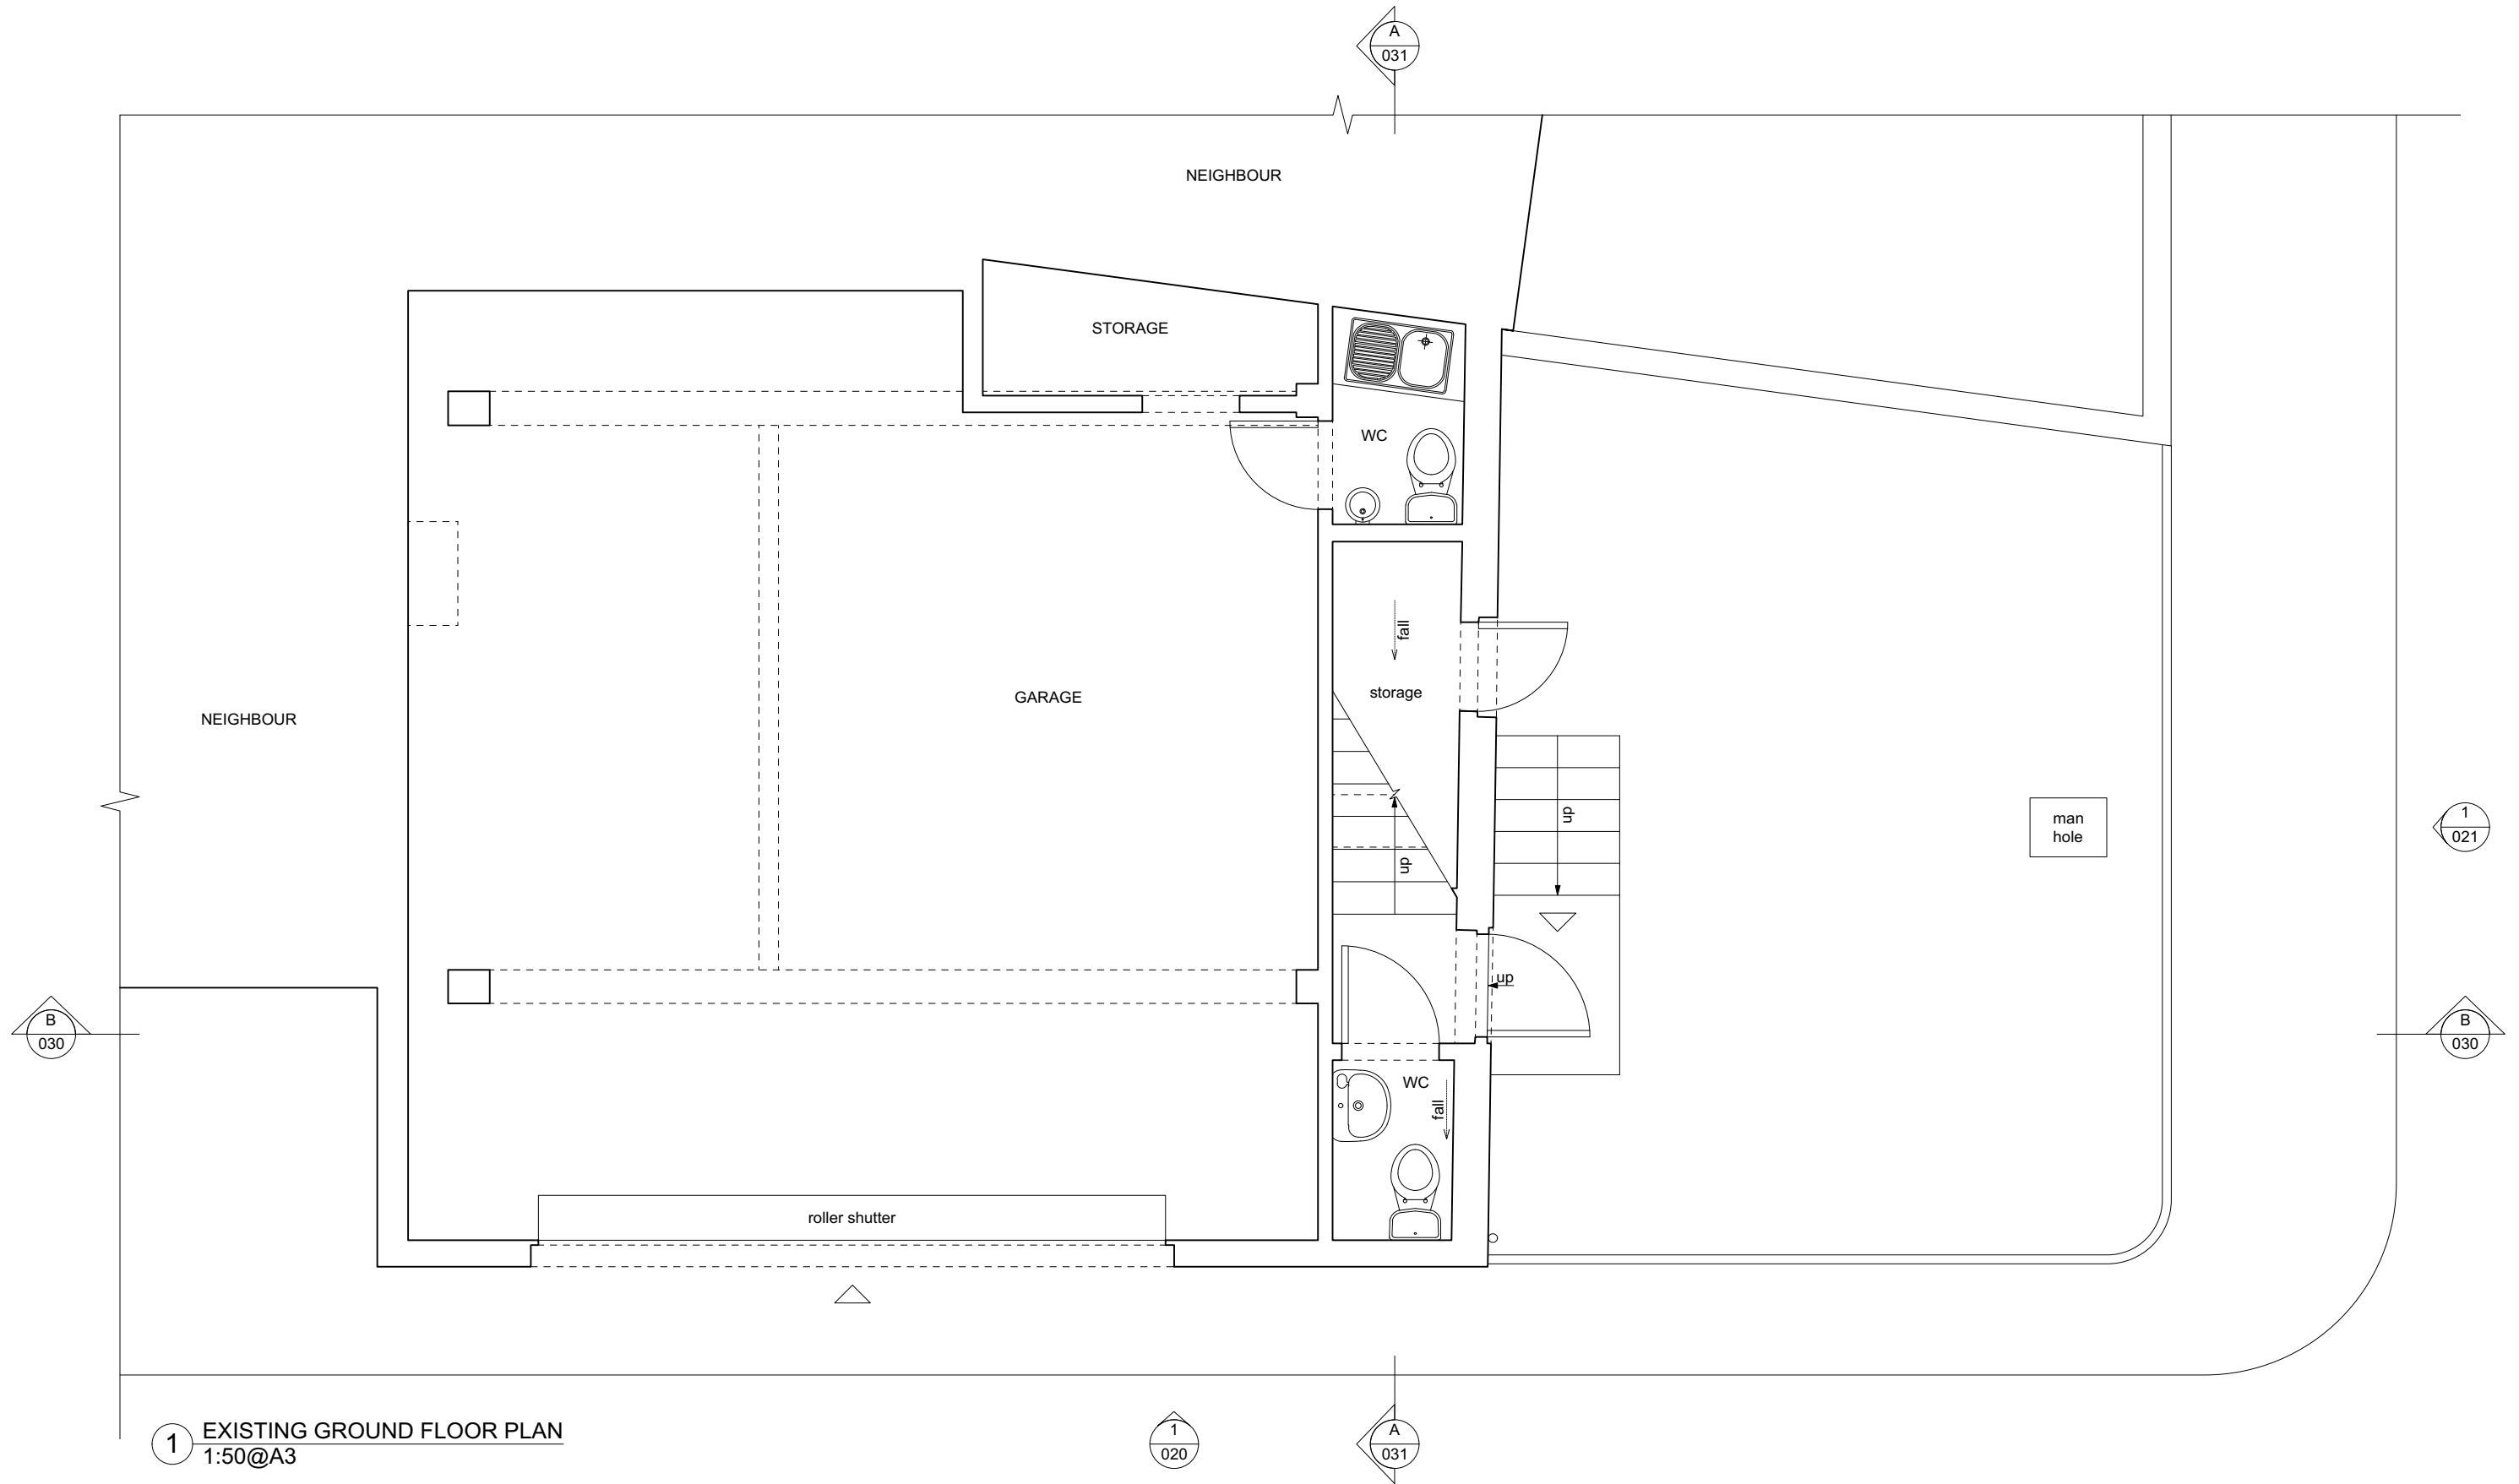 A
031
NEIGHBOUR
STORAGE
WC
fall
storage
GARAGE
NEIGHBOUR
up
up
man
hole
1
021
up
B
030
B
030
WC
fall
roller shutter
1
EXISTING GROUND FLOOR PLAN
1:50@A3
1
020
A
031